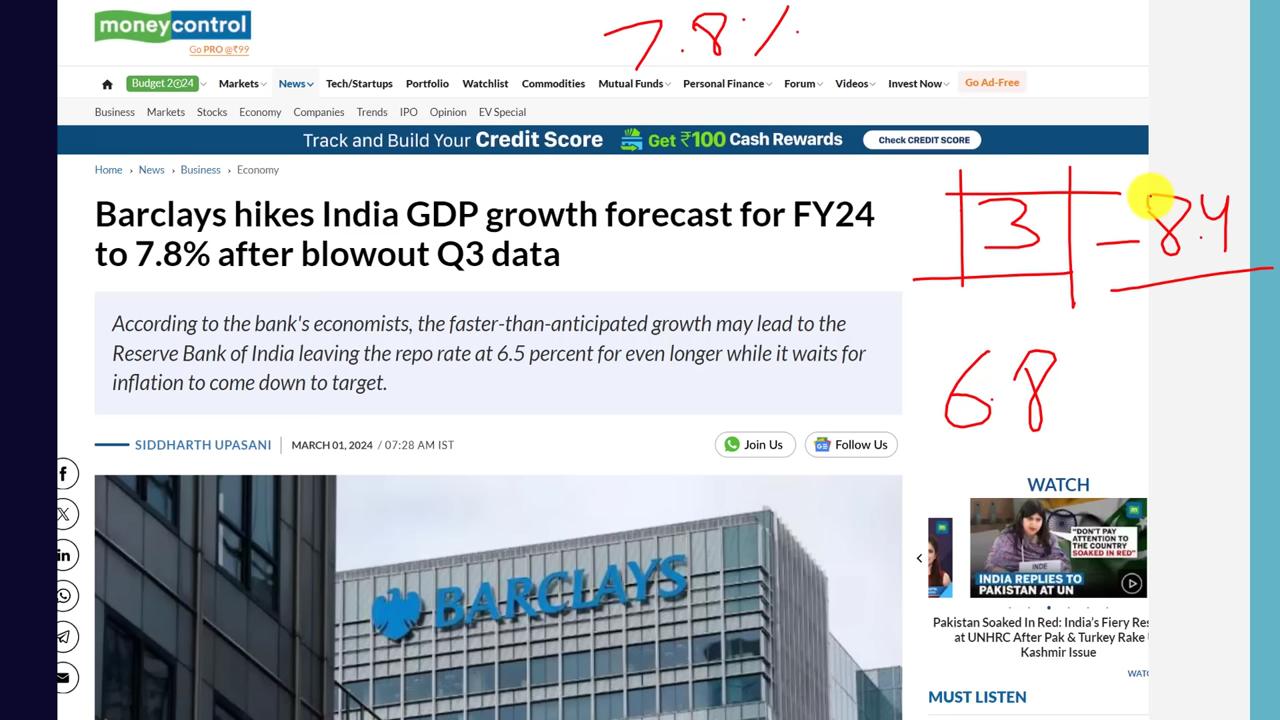 moneycontrol
Go PRO @₹99
7.8%
Budget 2024 Markets News Tech/Startups Portfolio Watchlist Commodities Mutual Funds Personal Finance Forum Videos Invest Now Go Ad-Free
Business Markets Stocks Economy Companies Trends IPO Opinion EV Special
Track and Build Your Credit Score Get ₹100 Cash Rewards Check CREDIT SCORE
Home News Business Economy
Barclays hikes India GDP growth forecast for FY24
to 7.8% after blowout Q3 data
3 – 8.4
According to the bank's economists, the faster-than-anticipated growth may lead to the
Reserve Bank of India leaving the repo rate at 6.5 percent for even longer while it waits for
inflation to come down to target.
6.8
SIDDHARTH UPASANI | MARCH 01, 2024 / 07:28 AM IST
Join Us Follow Us
BARCLAYS
WATCH
"DON'T PAY
ATTENTION TO
THE COUNTRY
SOAKED IN RED"
INDE
INDIA REPLIES TO
PAKISTAN AT UN
Pakistan Soaked In Red: India's Fiery Res
at UNHRC After Pak & Turkey Rake
Kashmir Issue
WATC
MUST LISTEN